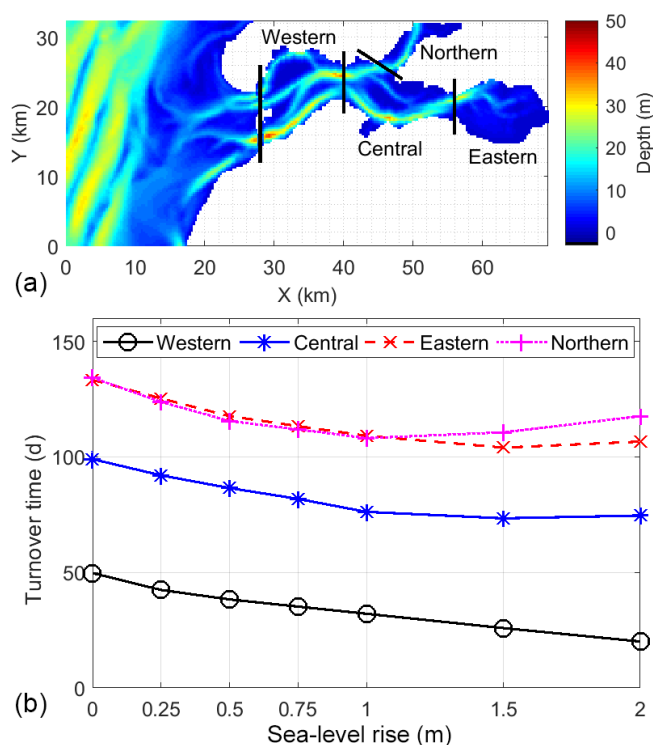 Western
Northern
Central
Eastern
30
20
10
0
Y (km)
0
10
20
30
40
50
60
X (km)
50
40
30
20
10
0
Depth (m)
(a)
Western
Central
Eastern
Northern
150
100
50
0
Turnover time (d)
0
0.25
0.5
0.75
1
1.5
2
Sea-level rise (m)
(b)